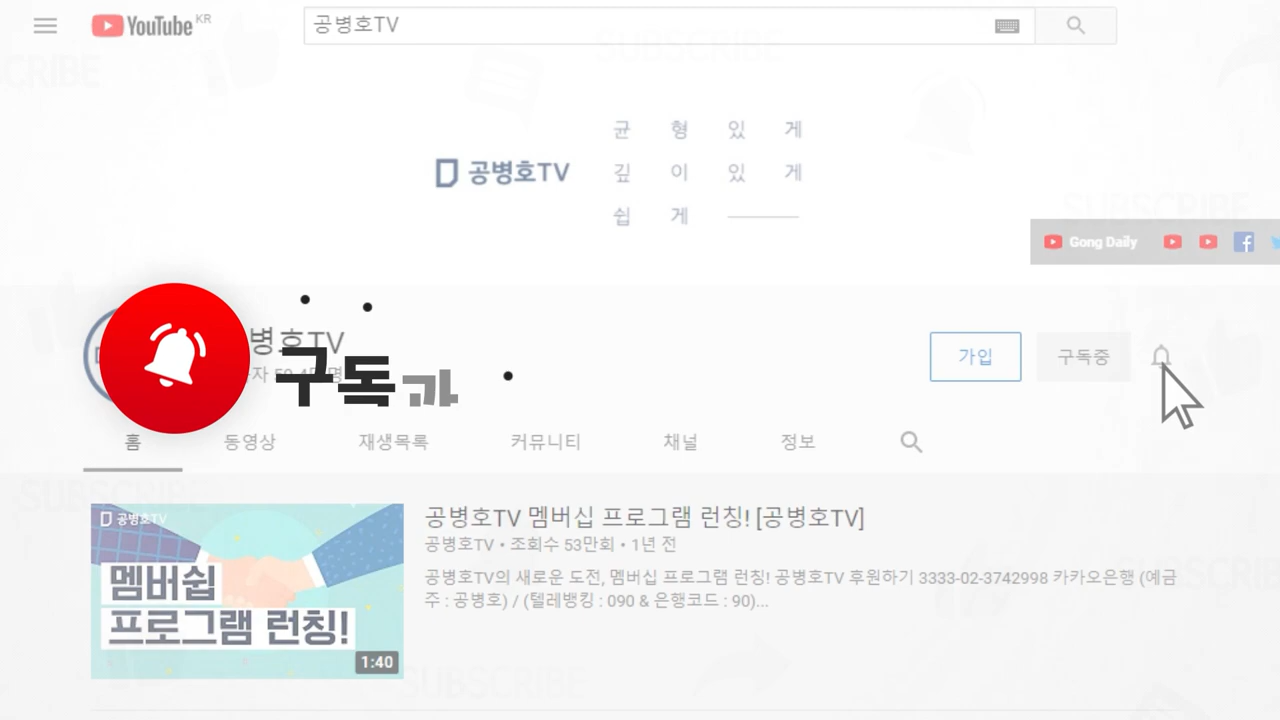 YouTube KR
공병호TV
SUBSCRIBE
공병호TV
균 형 있 게
깊 이 있 게
쉽 게
SUBSCRIBE
Gong Daily
병호TV
구독과
가입
구독중
홈
동영상
재생목록
커뮤니티
채널
정보
SUBSCRIBE
공병호TV
멤버쉽
프로그램 런칭!
1:40
공병호TV 멤버십 프로그램 런칭! [공병호TV]
공병호TV • 조회수 53만회 • 1년 전
공병호TV의 새로운 도전, 멤버십 프로그램 런칭! 공병호TV 후원하기 3333-02-3742998 카카오은행 (예금
주 : 공병호) / (텔레뱅킹 : 090 & 은행코드 : 90)...
SUBSCRIBE